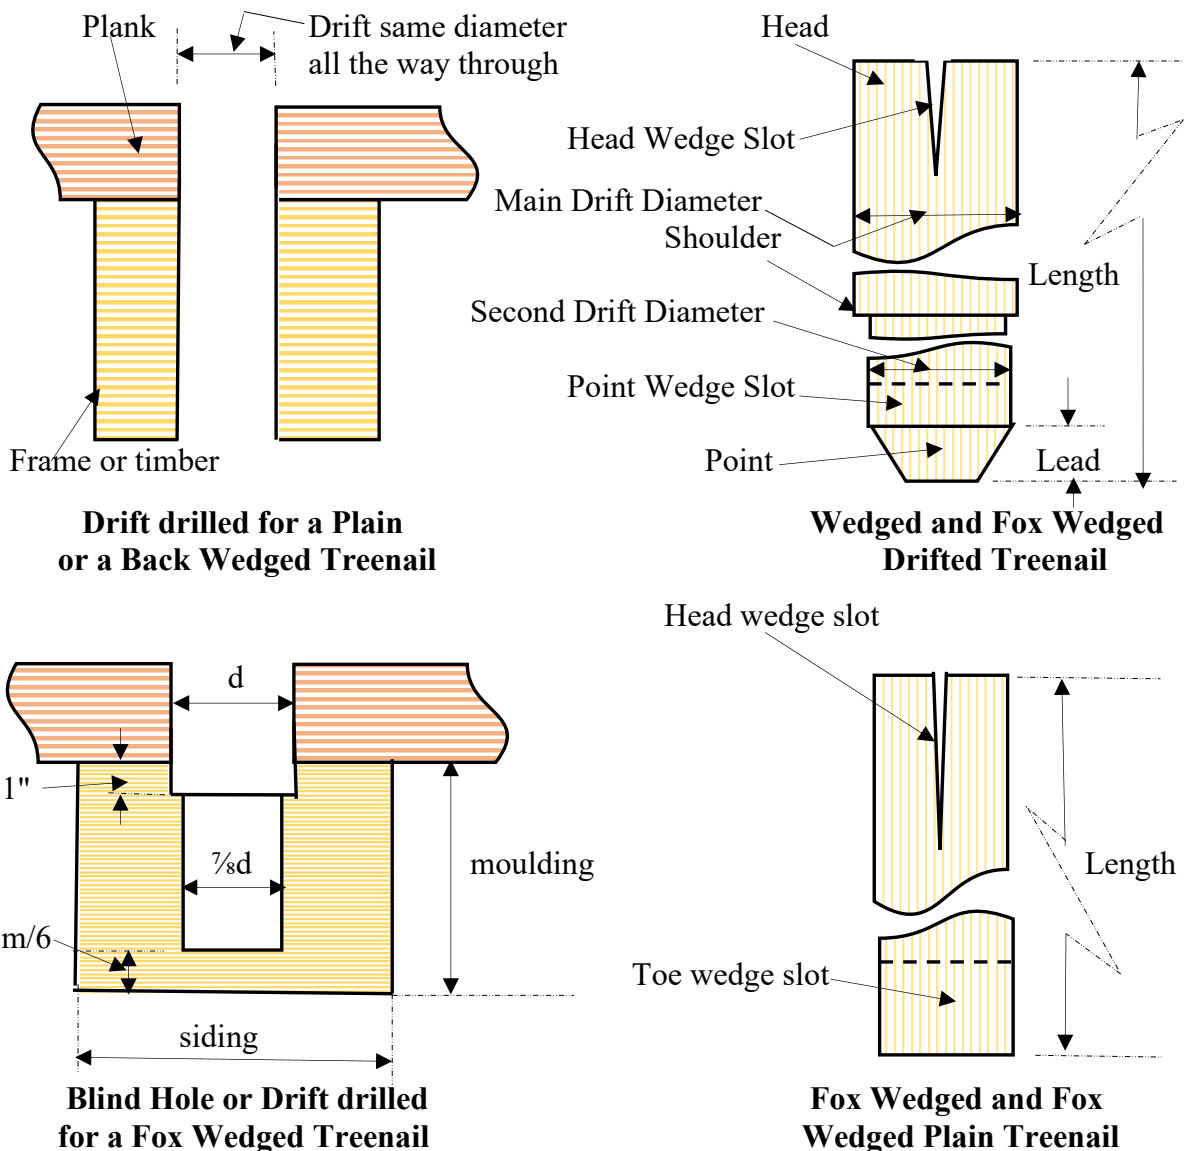 Plank
Drift same diameter
all the way through
Frame or timber
Drift drilled for a Plain
or a Back Wedged Treenail
Head
Head Wedge Slot
Main Drift Diameter
Shoulder
Length
Second Drift Diameter
Point Wedge Slot
Point
Lead
Wedged and Fox Wedged
Drifted Treenail
d
1"
⅞d
moulding
m/6
siding
Blind Hole or Drift drilled
for a Fox Wedged Treenail
Head wedge slot
Length
Toe wedge slot
Fox Wedged and Fox
Wedged Plain Treenail